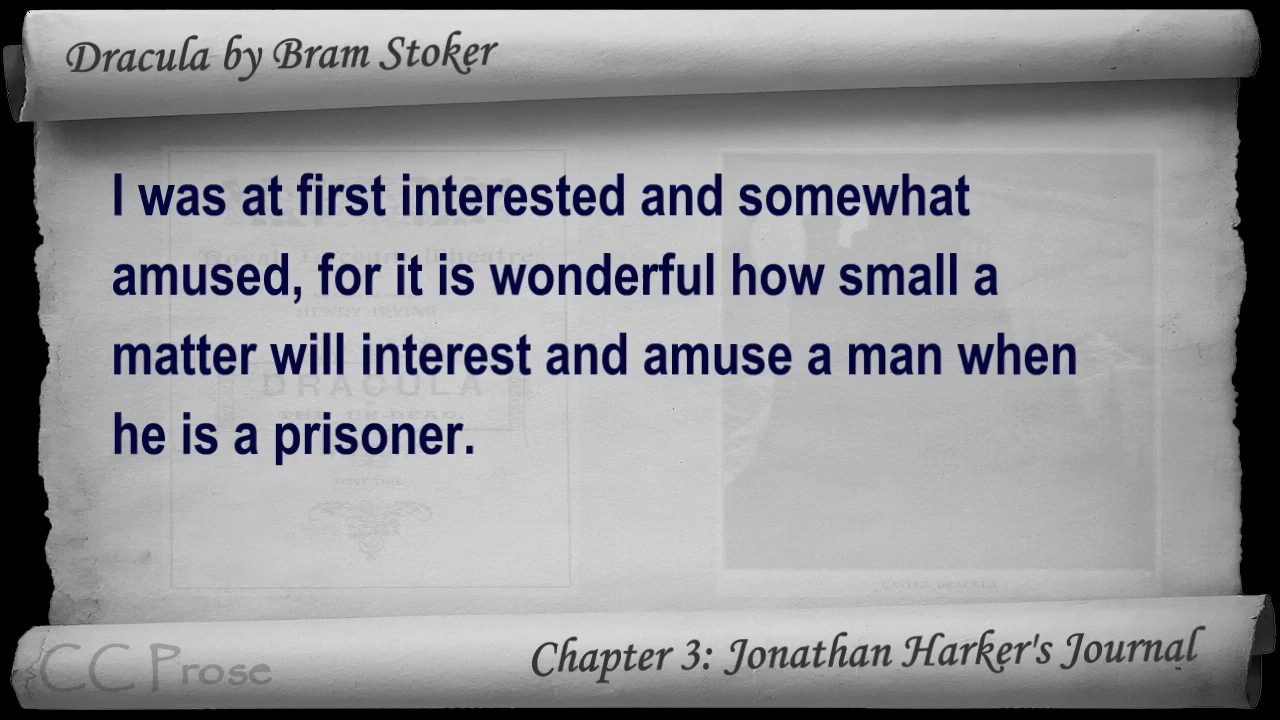 Dracula by Bram Stoker
I was at first interested and somewhat
amused, for it is wonderful how small a
matter will interest and amuse a man when
he is a prisoner.
DRACULA
CC Prose
Chapter 3: Jonathan Harker's Journal